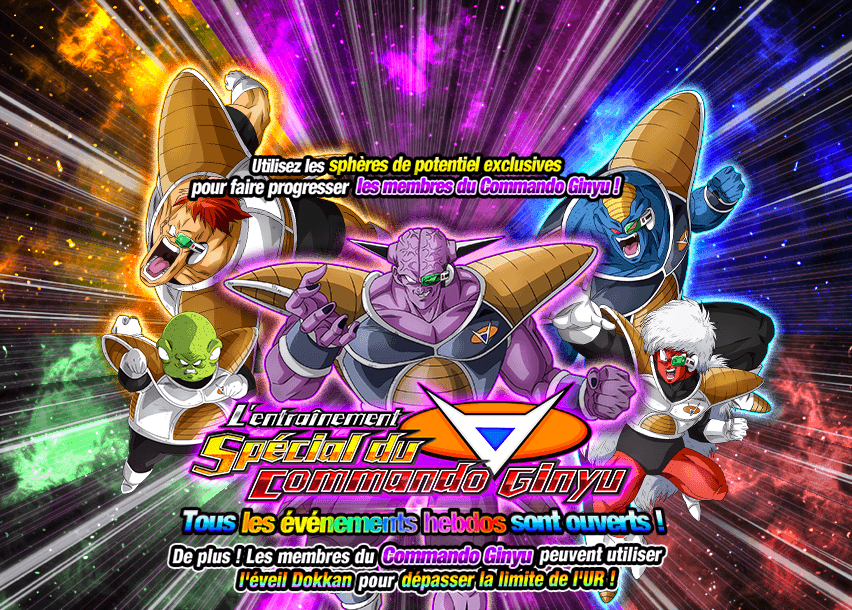 Utilisez les sphères de potentiel exclusives
pour faire progresser les membres du Commando Ginyu !
L'entraînement
Spécial du
Commando Ginyu
Tous les événements hebdos sont ouverts !
De plus ! Les membres du Commando Ginyu peuvent utiliser
l'éveil Dokkan pour dépasser la limite de l'UR !